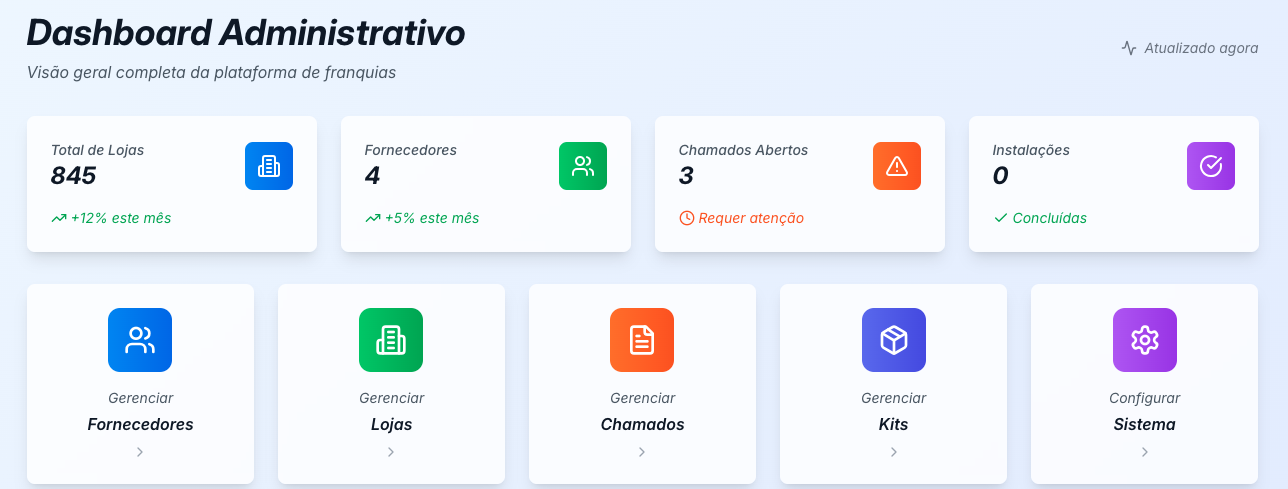 Dashboard Administrativo
Visão geral completa da plataforma de franquias
Atualizado agora
Total de Lojas
845
+12% este mês
Fornecedores
4
+5% este mês
Chamados Abertos
3
Requer atenção
Instalações
0
Concluídas
Gerenciar
Fornecedores
Gerenciar
Lojas
Gerenciar
Chamados
Gerenciar
Kits
Configurar
Sistema